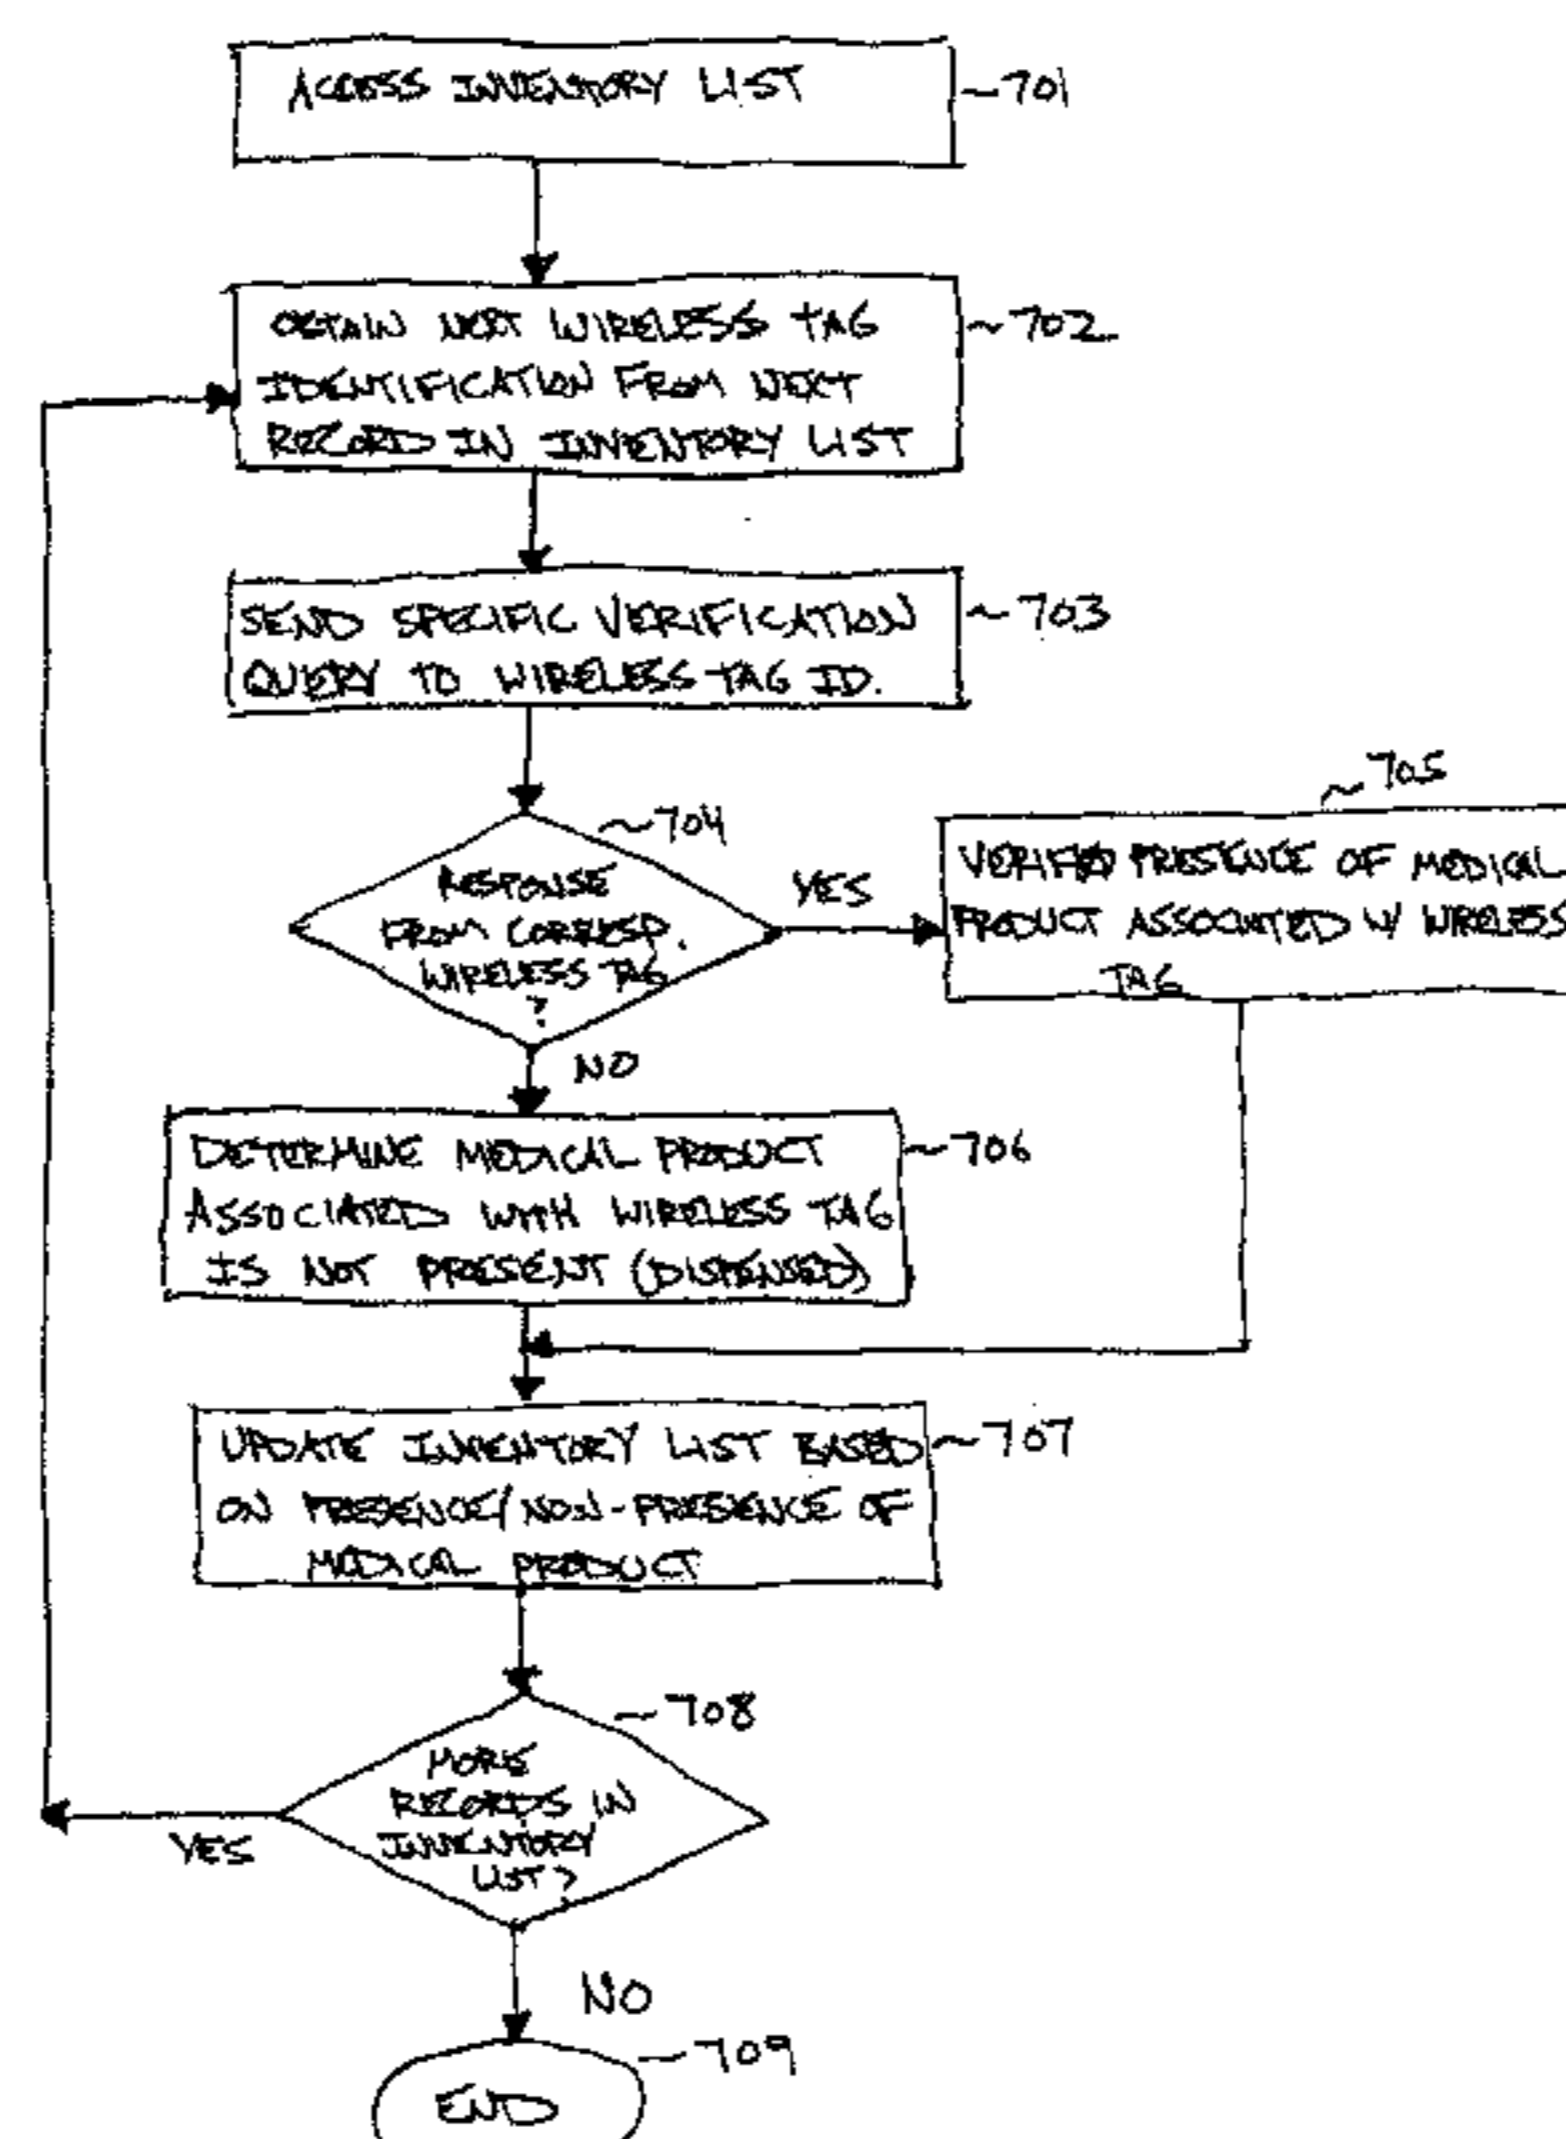 ACCESS INVENTORY LIST
~701
OBTAIN NEXT WIRELESS TAG
~702
IDENTIFICATION FROM NEXT
RECORD IN INVENTORY LIST
SEND SPECIFIC VERIFICATION
~703
QUERY TO WIRELESS TAG ID.
~704
RESPONSE
FROM CORRESP.
WIRELESS TAG
?
YES
~705
VERIFIED PRESENCE OF MEDICAL
PRODUCT ASSOCIATED W/ WIRELESS
TAG
NO
DETERMINE MEDICAL PRODUCT
~706
ASSOCIATED WITH WIRELESS TAG
IS NOT PRESENT (DISPENSED)
UPDATE INVENTORY LIST BASED
~707
ON PRESENCE/NON-PRESENCE OF
MEDICAL PRODUCT
~708
MORE
RECORDS IN
INVENTORY
LIST?
YES
NO
~709
END